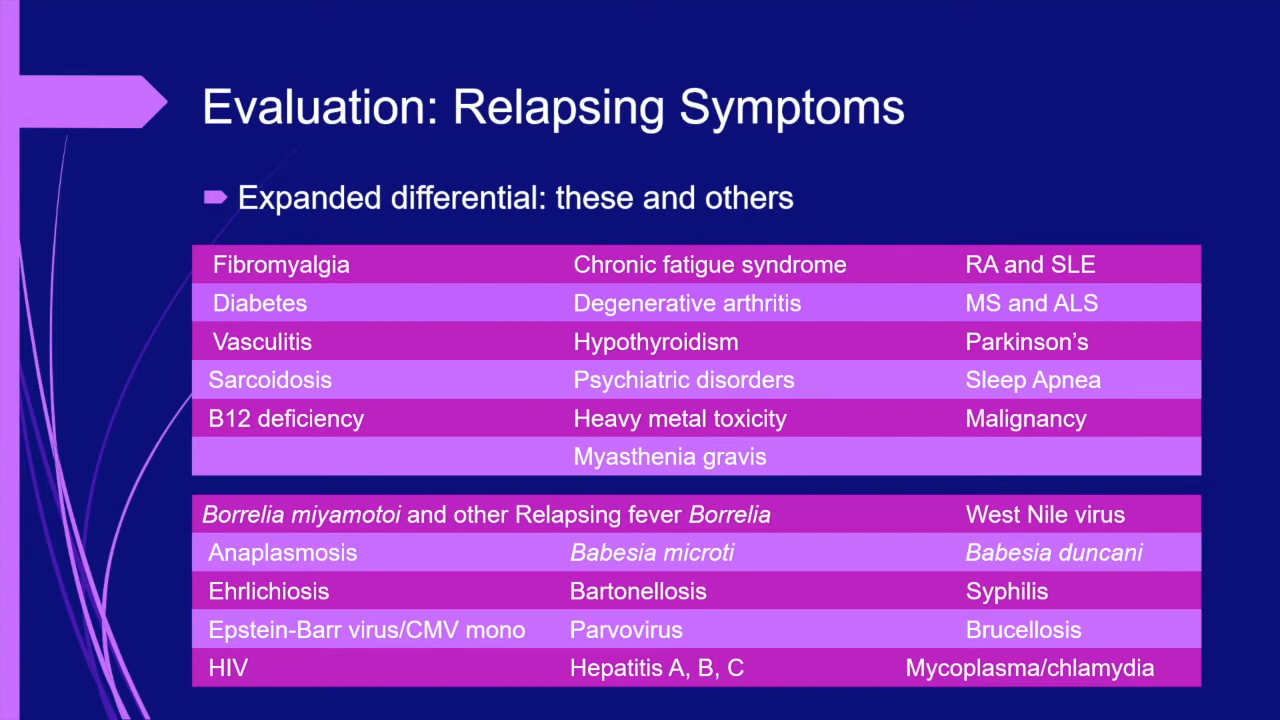 Evaluation: Relapsing Symptoms
Expanded differential: these and others
Fibromyalgia Chronic fatigue syndrome RA and SLE
Diabetes Degenerative arthritis MS and ALS
Vasculitis Hypothyroidism Parkinson’s
Sarcoidosis Psychiatric disorders Sleep Apnea
B12 deficiency Heavy metal toxicity Malignancy
Myasthenia gravis
Borrelia miyamotoi and other Relapsing fever Borrelia West Nile virus
Anaplasmosis Babesia microti Babesia duncani
Ehrlichiosis Bartonellosis Syphilis
Epstein-Barr virus/CMV mono Parvovirus Brucellosis
HIV Hepatitis A, B, C Mycoplasma/chlamydia